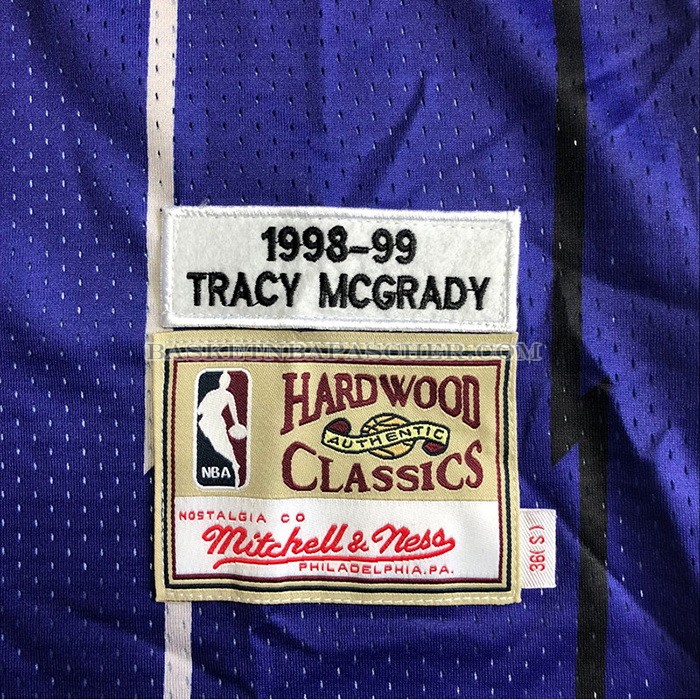 1998-99
TRACY MCGRADY
BASKETNBAPASCHER.COM
NBA
HARDWOOD
AUTHENTIC
CLASSICS
NOSTALGIA CO
Mitchell & Ness
PHILADELPHIA.PA.
36(S)